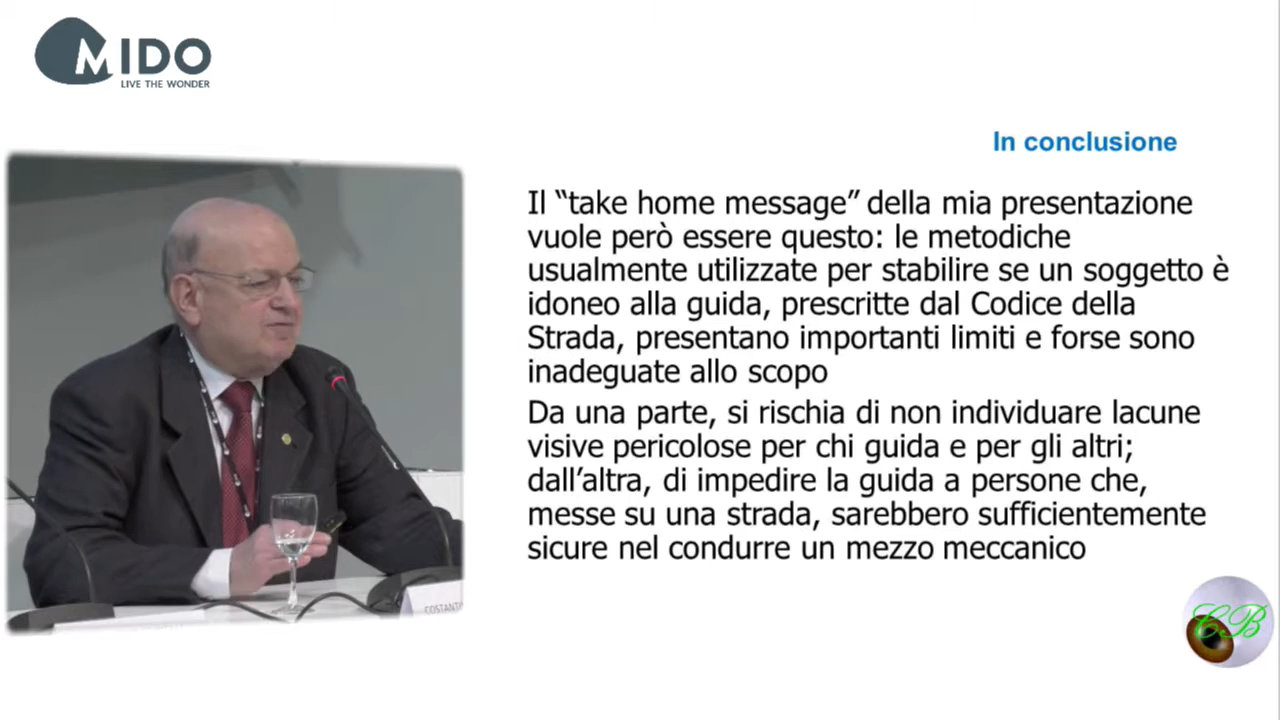 MIDO
LIVE THE WONDER
In conclusione
Il “take home message” della mia presentazione
vuole però essere questo: le metodiche
usualmente utilizzate per stabilire se un soggetto è
idoneo alla guida, prescritte dal Codice della
Strada, presentano importanti limiti e forse sono
inadeguate allo scopo
Da una parte, si rischia di non individuare lacune
visive pericolose per chi guida e per gli altri;
dall’altra, di impedire la guida a persone che,
messe su una strada, sarebbero sufficientemente
sicure nel condurre un mezzo meccanico
CB